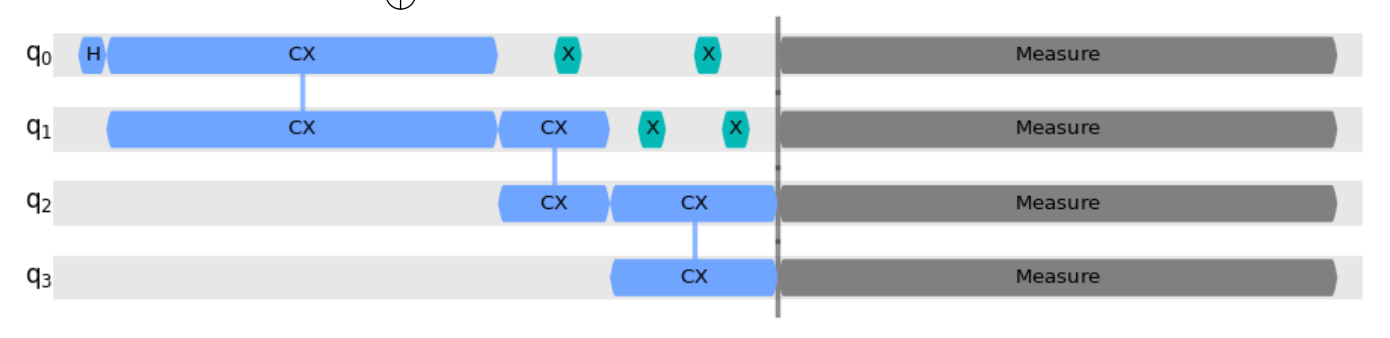 q₀ H CX X X Measure
q₁ CX CX X X Measure
q₂ CX CX Measure
q₃ CX Measure